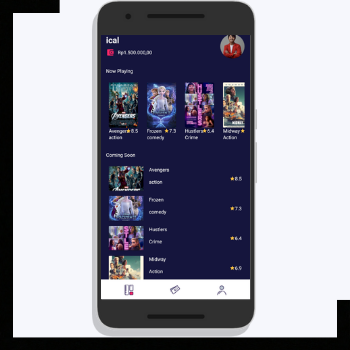 ical
Rp1.500.000,00
Now Playing
AVENGERS
Avengers ★8.5
action
Frozen ★7.3
comedy
Hustlers★6.4
Crime
Midway★
Action
Coming Soon
Avengers
action
★8.5
Frozen
comedy
★7.3
Hustlers
Crime
★6.4
Midway
Action
★6.5